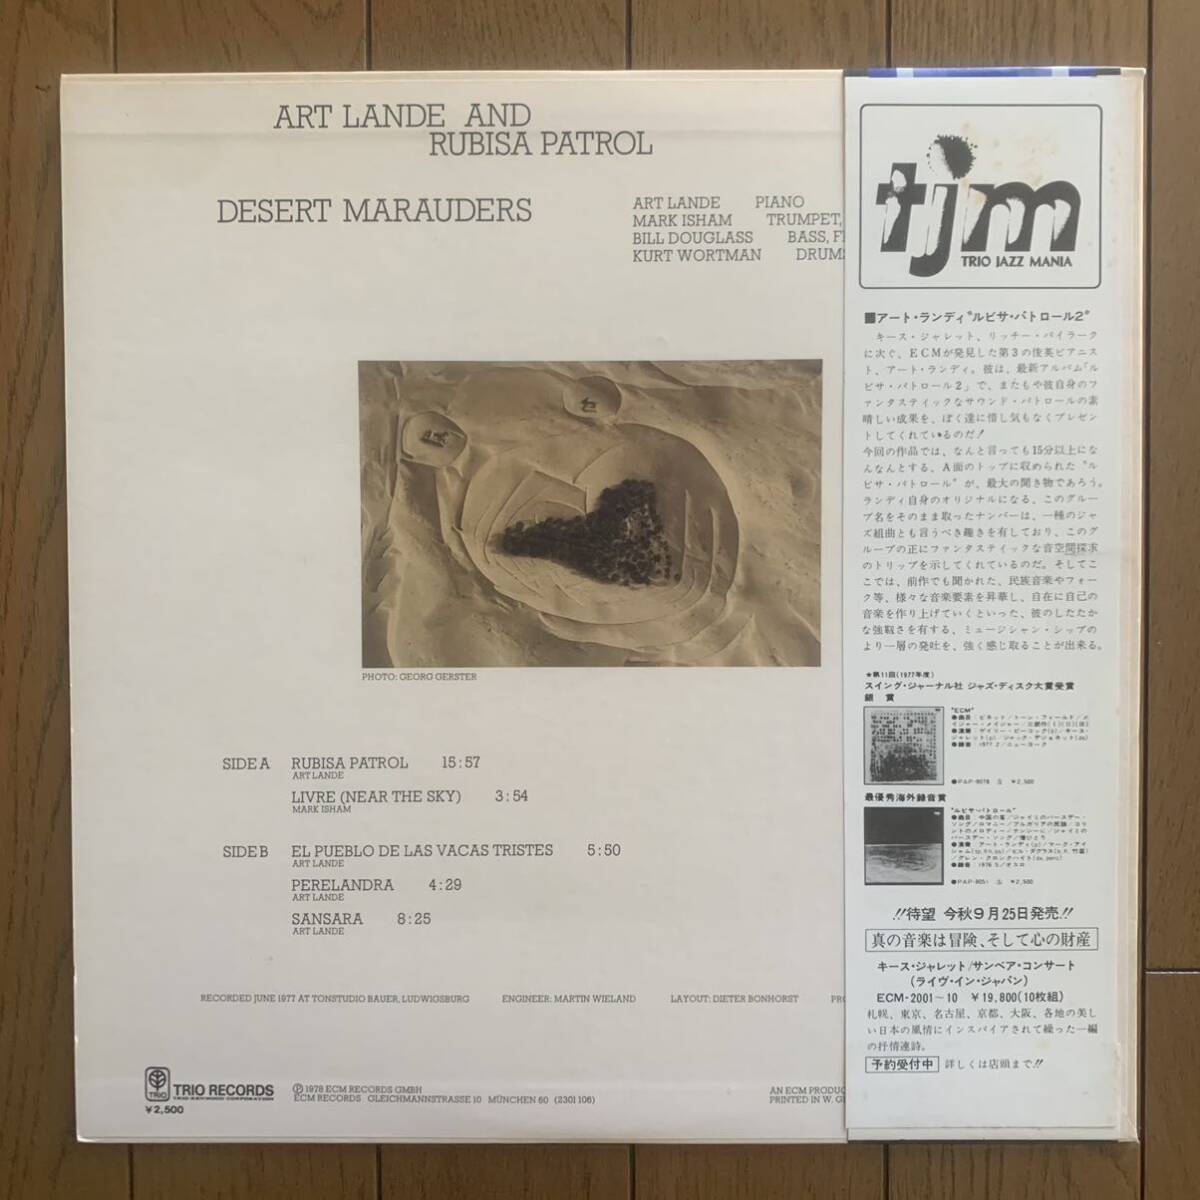 ART LANDE AND
RUBISA PATROL
DESERT MARAUDERS
ART LANDE PIANO
MARK ISHAM TRUMPET,
BILL DOUGLASS BASS,
KURT WORTMAN DRUMS
PHOTO: GEORG GERSTER
SIDE A RUBISA PATROL 15:57
ART LANDE
LIVRE (NEAR THE SKY) 3:54
MARK ISHAM
SIDE B EL PUEBLO DE LAS VACAS TRISTES 5:50
ART LANDE
PERELANDRA 4:29
ART LANDE
SANSARA 8:25
ART LANDE
RECORDED JUNE 1977 AT TONSTUDIO BAUER, LUDWIGSBURG ENGINEER: MARTIN WIELAND LAYOUT: DIETER BONHORST
TRIO
TRIO RECORDS
TRIO-KENWOOD CORPORATION
¥2,500
Ⓟ 1978 ECM RECORDS GMBH
ECM RECORDS GLEICHMANNSTRASSE 10 MÜNCHEN 60 (2301 106)
AN ECM
PRINTED IN W.
tjm
TRIO JAZZ MANIA
■アート・ランディ“ルビサ・パトロール2”
キース・ジャレット、リッチー・バイラーク
に次ぐ、ECMが発見した第3の俊英ピアニス
ト、アート・ランディ。彼は、最新アルバム「ル
ビサ・パトロール2」で、またもや彼自身のフ
ァンタスティックなサウンド・パトロールの素
晴しい成果を、ぼく達に惜し気もなくプレゼン
トしてくれているのだ!
今回の作品では、なんと言っても15分以上にな
んなんとする、A面のトップに収められた“ル
ビサ・パトロール”が、最大の聞き物であろう。
ランディ自身のオリジナルになる、このグルー
プ名をそのまま取ったナンバーは、一種のジャ
ズ組曲とも言うべき趣きを有しており、このグ
ループの正にファンタスティックな音空間探求
のトリップを示してくれているのだ。そしてこ
こでは、前作でも聞かれた、民族音楽やフォー
ク等、様々な音楽要素を昇華し、自在に自己の
音楽を作り上げていくといった、彼のしたたか
な強靱さを有する、ミュージシャン・シップの
より一層の発吐を、強く感じ取ることが出来る。
★第11回(1977年度)
スイング・ジャーナル社 ジャズ・ディスク大賞受賞
銀 賞
“ECM”
●PAP-9078 ¥2,500
最優秀海外録音賞
“ルビサ・パトロール”
●PAP-9051 ¥2,500
!!待望 今秋9月25日発売!!
真の音楽は冒険、そして心の財産
キース・ジャレット/サンベア・コンサート
(ライヴ・イン・ジャパン)
ECM-2001〜10 ¥19,800(10枚組)
札幌、東京、名古屋、京都、大阪、各地の美し
い日本の風情にインスパイアされて綴った一編
の抒情連詩。
予約受付中 詳しくは店頭まで!!